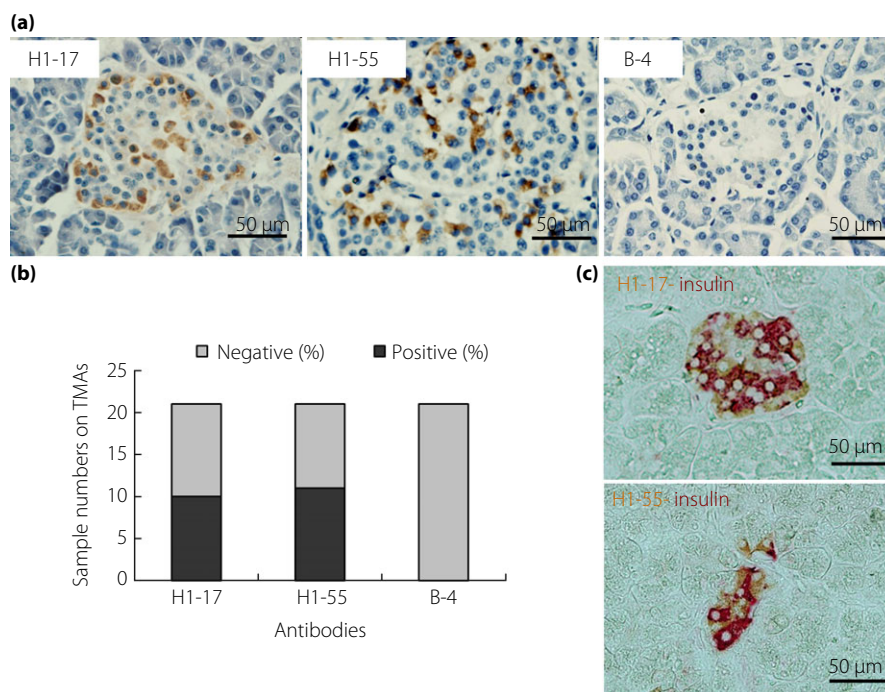 (a)
H1-17
H1-55
B-4
50 µm
50 µm
50 µm
(b)
Negative (%)
Positive (%)
Sample numbers on TMAs
25
20
15
10
5
0
H1-17
H1-55
B-4
Antibodies
(c)
H1-17- insulin
50 µm
H1-55- insulin
50 µm